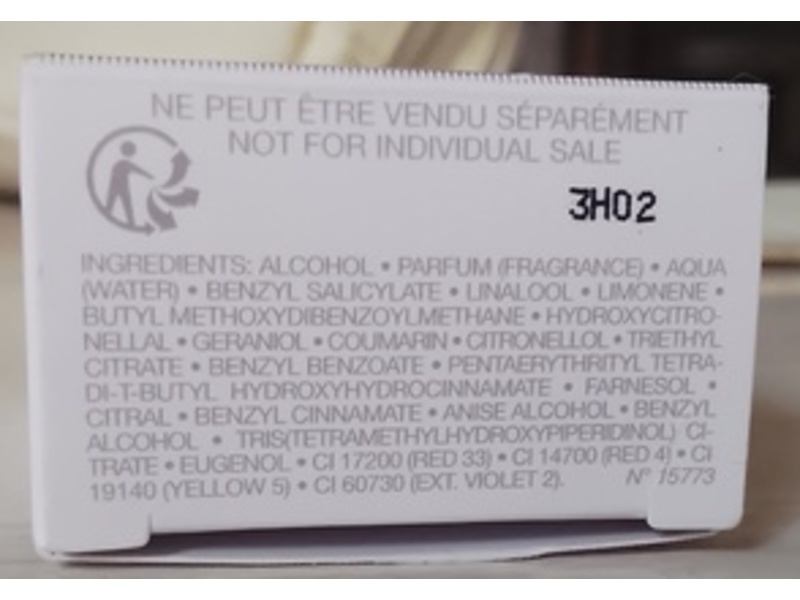 NE PEUT ÊTRE VENDU SÉPARÉMENT
NOT FOR INDIVIDUAL SALE
3H02
INGREDIENTS: ALCOHOL • PARFUM (FRAGRANCE) • AQUA
(WATER) • BENZYL SALICYLATE • LINALOOL • LIMONENE •
BUTYL METHOXYDIBENZOYLMETHANE • HYDROXYCITRO-
NELLAL • GERANIOL • COUMARIN • CITRONELLOL • TRIETHYL
CITRATE • BENZYL BENZOATE • PENTAERYTHRITYL TETRA-
DI-T-BUTYL HYDROXYHYDROCINNAMATE • FARNESOL •
CITRAL • BENZYL CINNAMATE • ANISE ALCOHOL • BENZYL
ALCOHOL • TRIS(TETRAMETHYLHYDROXYPIPERIDINOL) CI-
TRATE • EUGENOL • CI 17200 (RED 33) • CI 14700 (RED 4) • CI
19140 (YELLOW 5) • CI 60730 (EXT. VIOLET 2). N° 15773